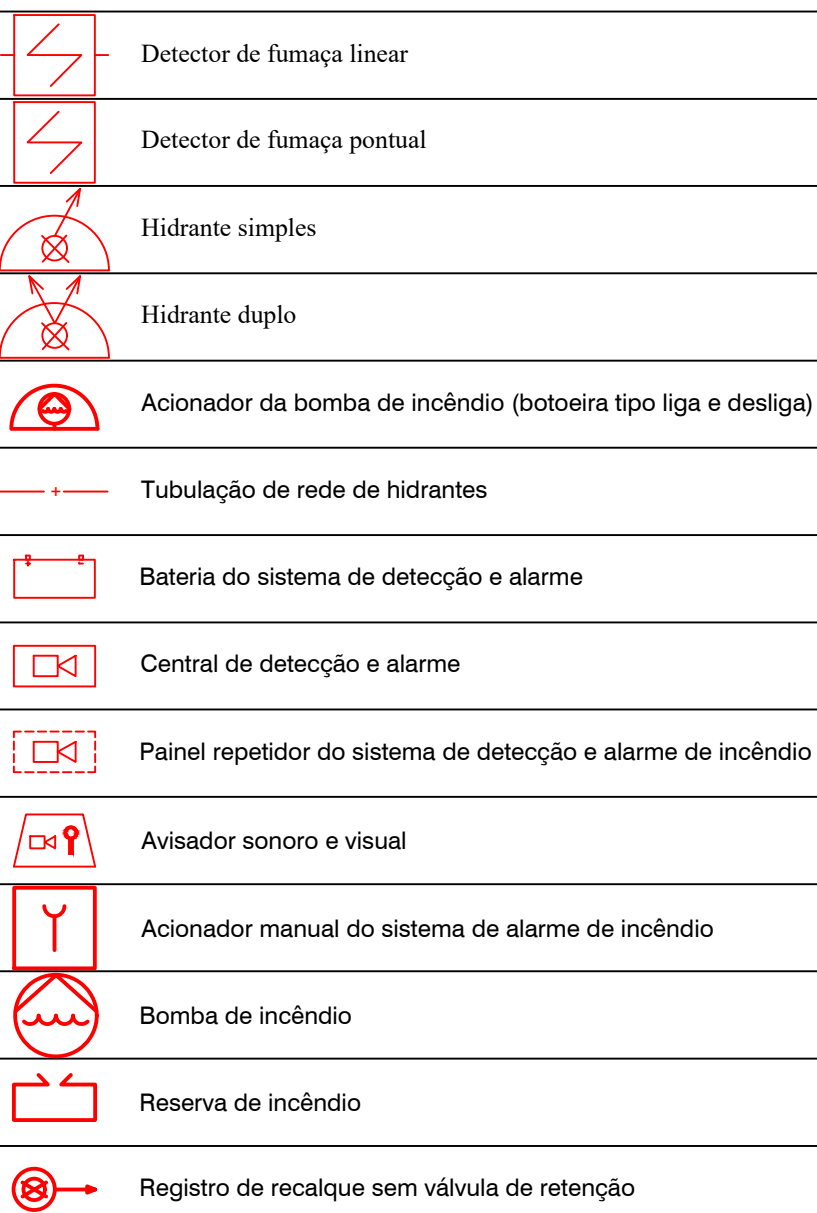 Detector de fumaça linear
Detector de fumaça pontual
Hidrante simples
Hidrante duplo
Acionador da bomba de incêndio (botoeira tipo liga e desliga)
Tubulação de rede de hidrantes
Bateria do sistema de detecção e alarme
Central de detecção e alarme
Painel repetidor do sistema de detecção e alarme de incêndio
Avisador sonoro e visual
Acionador manual do sistema de alarme de incêndio
Bomba de incêndio
Reserva de incêndio
Registro de recalque sem válvula de retenção